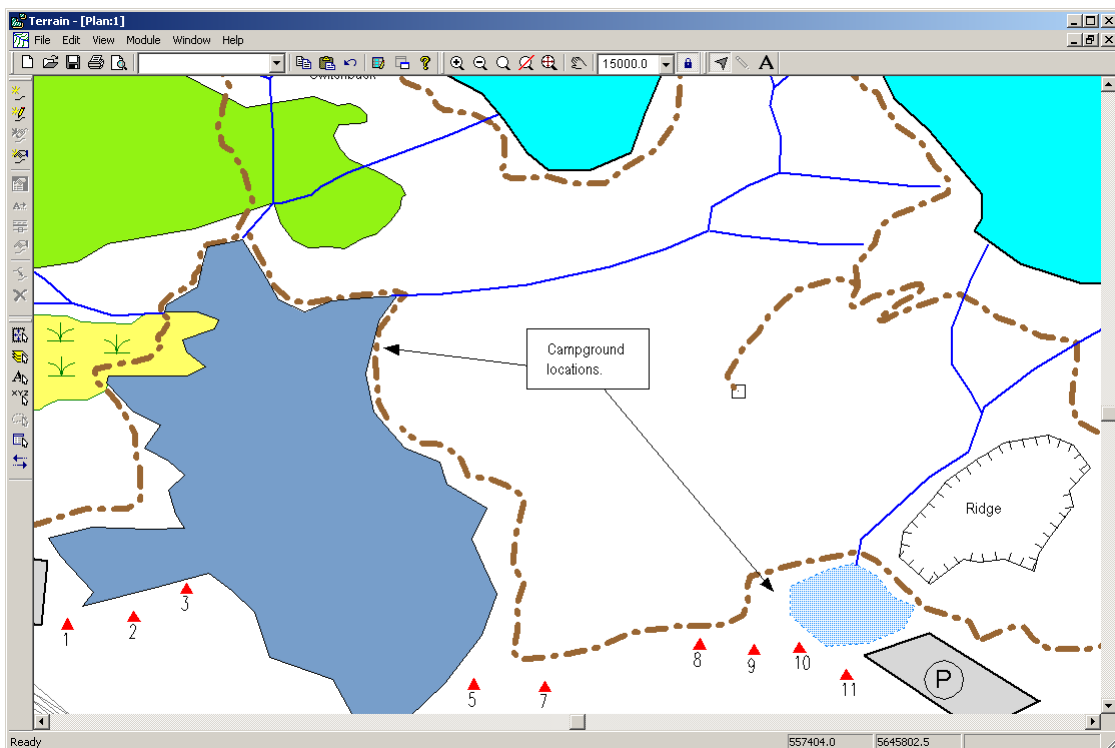 Terrain - [Plan:1]
File Edit View Module Window Help
15000.0
A
Campground
locations.
Ridge
3
1
2
8
9
10
5
7
11
P
Ready
557404.0 5645802.5